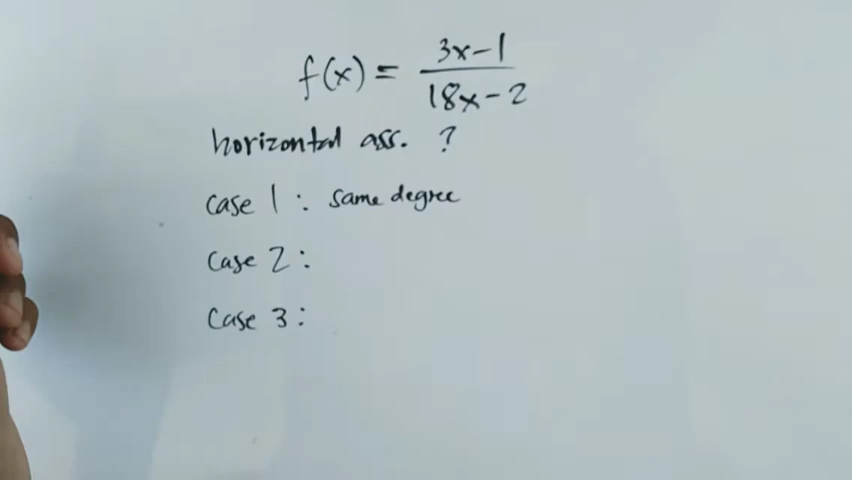 f(x) = 3x-1 / 18x-2
horizontal ass. ?
case 1: same degree
case 2:
case 3: